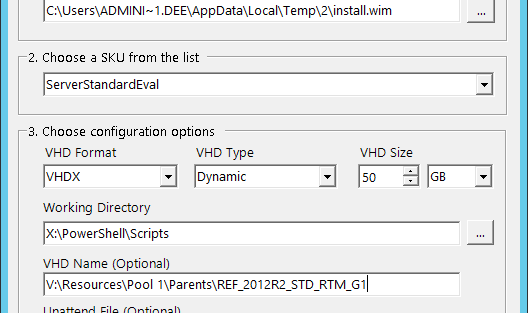 C:\Users\ADMINI~1.DEE\AppData\Local\Temp\2\install.wim ...
2. Choose a SKU from the list
ServerStandardEval
3. Choose configuration options
VHD Format VHD Type VHD Size
VHDX Dynamic 50 GB
Working Directory
X:\PowerShell\Scripts ...
VHD Name (Optional)
V:\Resources\Pool 1\Parents\REF_2012R2_STD_RTM_G1
Unattend File (Optional)